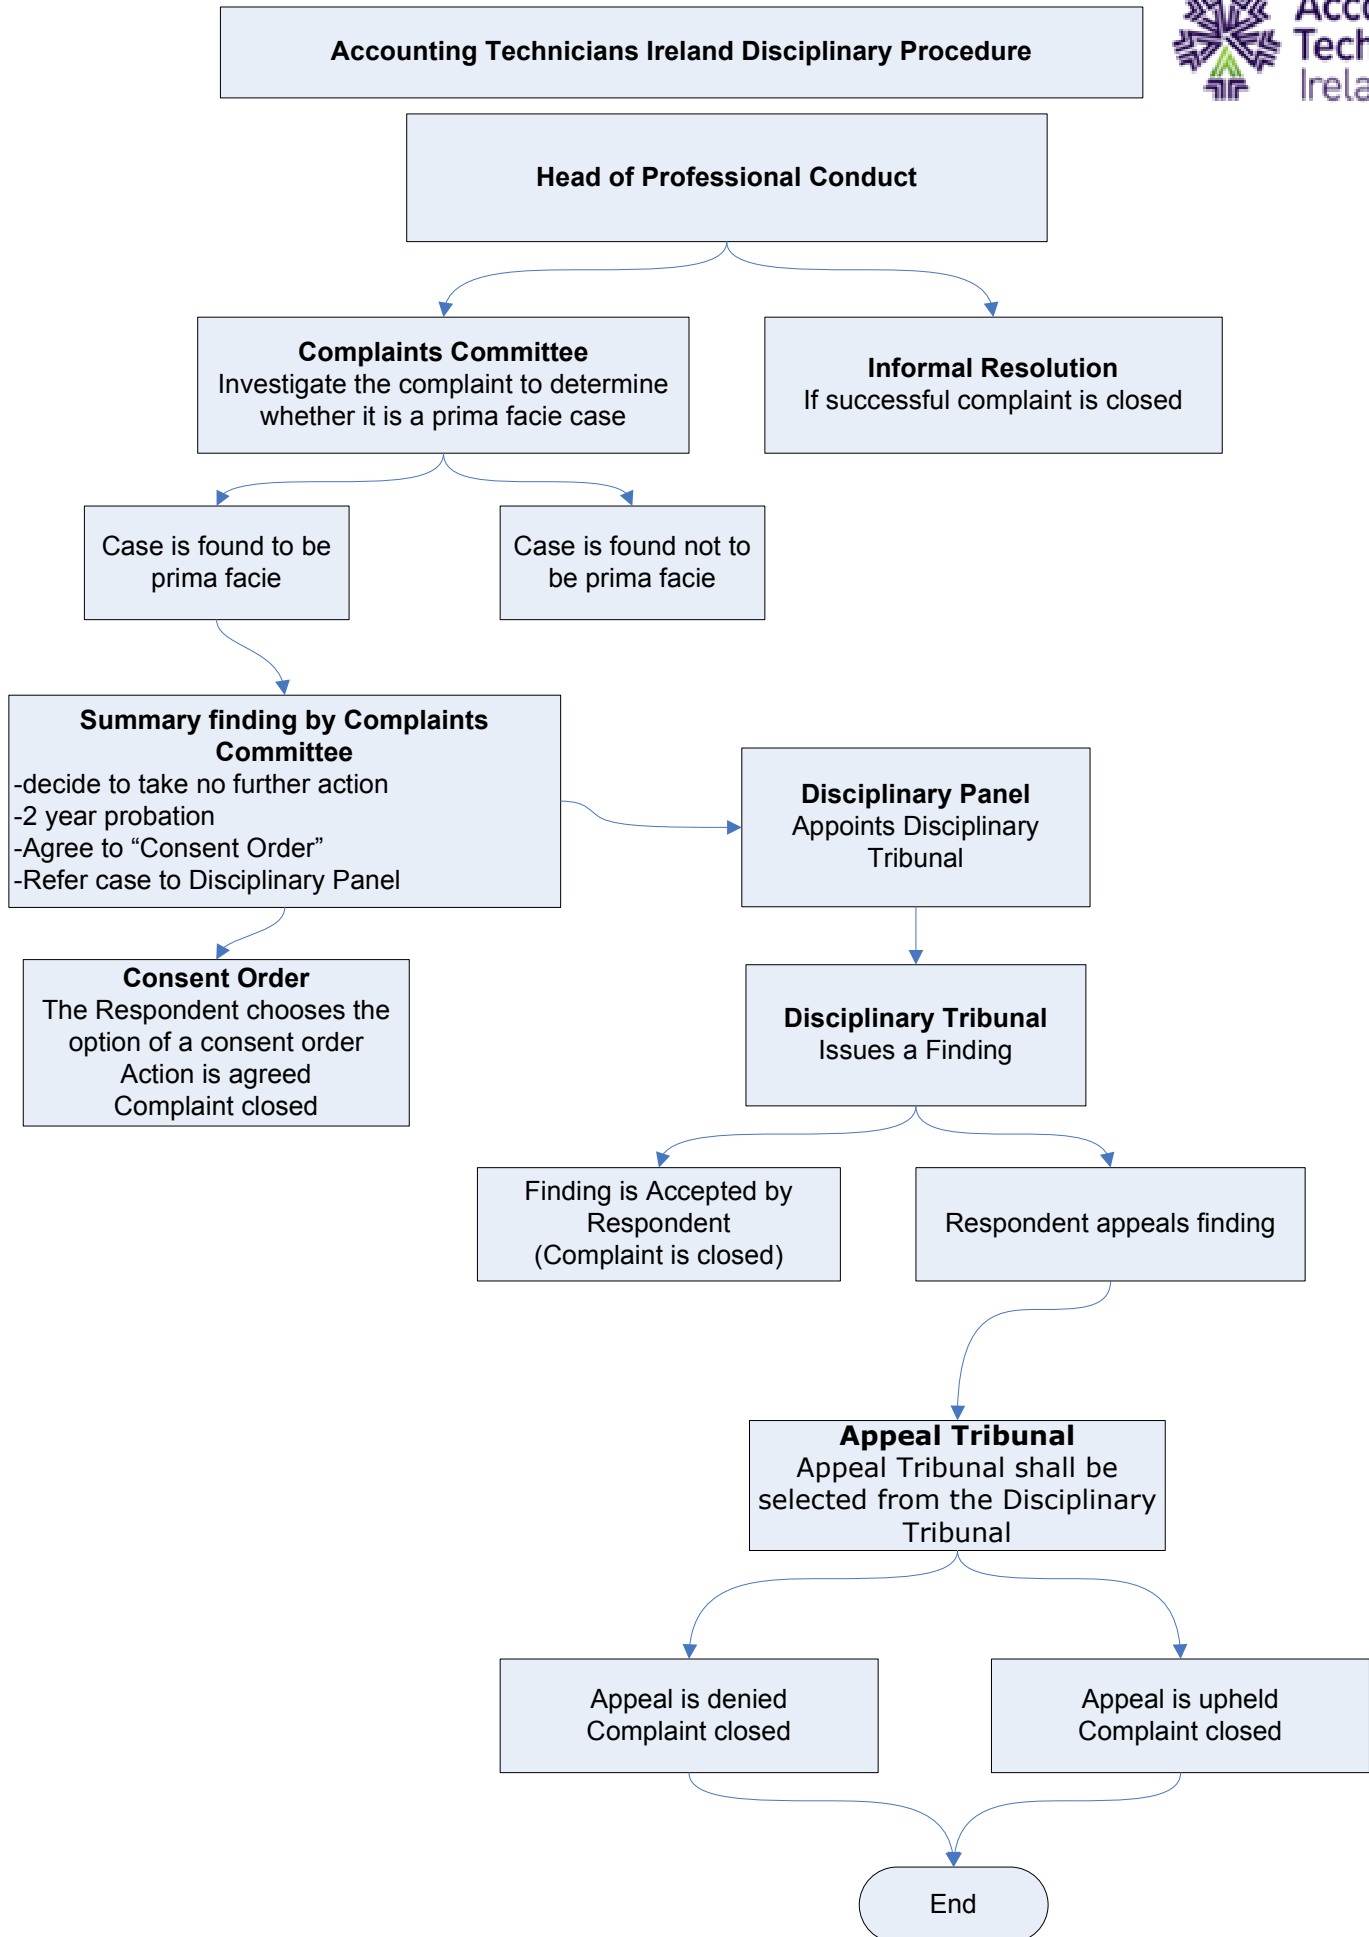 Accounting Technicians Ireland Disciplinary Procedure
Head of Professional Conduct
Complaints Committee
Investigate the complaint to determine
whether it is a prima facie case
Informal Resolution
If successful complaint is closed
Case is found to be
prima facie
Case is found not to
be prima facie
Summary finding by Complaints
Committee
-decide to take no further action
-2 year probation
-Agree to “Consent Order”
-Refer case to Disciplinary Panel
Disciplinary Panel
Appoints Disciplinary
Tribunal
Consent Order
The Respondent chooses the
option of a consent order
Action is agreed
Complaint closed
Disciplinary Tribunal
Issues a Finding
Finding is Accepted by
Respondent
(Complaint is closed)
Respondent appeals finding
Appeal Tribunal
Appeal Tribunal shall be
selected from the Disciplinary
Tribunal
Appeal is denied
Complaint closed
Appeal is upheld
Complaint closed
End